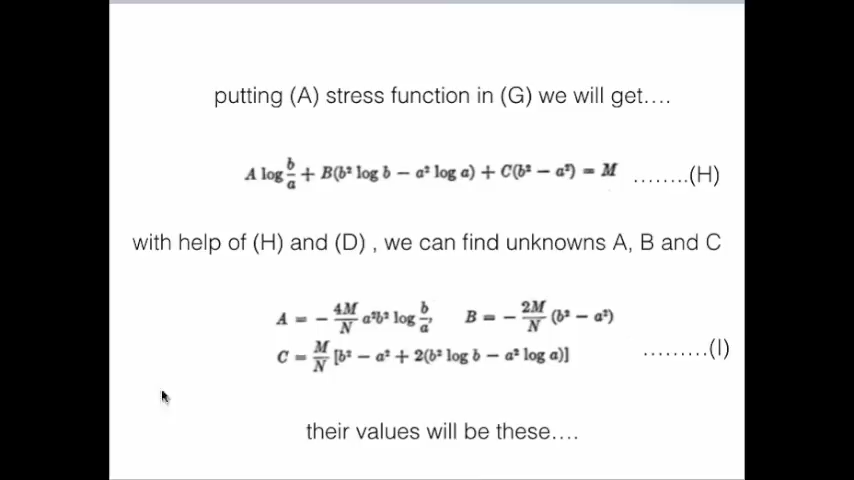 putting (A) stress function in (G) we will get....
A log b/a + B(b² log b − a² log a) + C(b² − a²) = M ........(H)
with help of (H) and (D) , we can find unknowns A, B and C
A = − 4M/N a²b² log b/a, B = − 2M/N (b² − a²)
C = M/N [b² − a² + 2(b² log b − a² log a)] .........(I)
their values will be these....